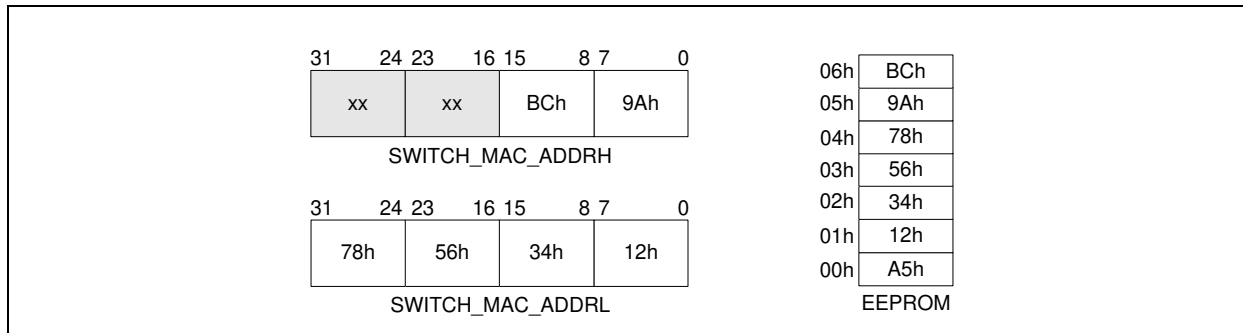 31 24 23 16 15 8 7 0
xx xx BCh 9Ah
SWITCH_MAC_ADDRH
31 24 23 16 15 8 7 0
78h 56h 34h 12h
SWITCH_MAC_ADDRL
06h BCh
05h 9Ah
04h 78h
03h 56h
02h 34h
01h 12h
00h A5h
EEPROM